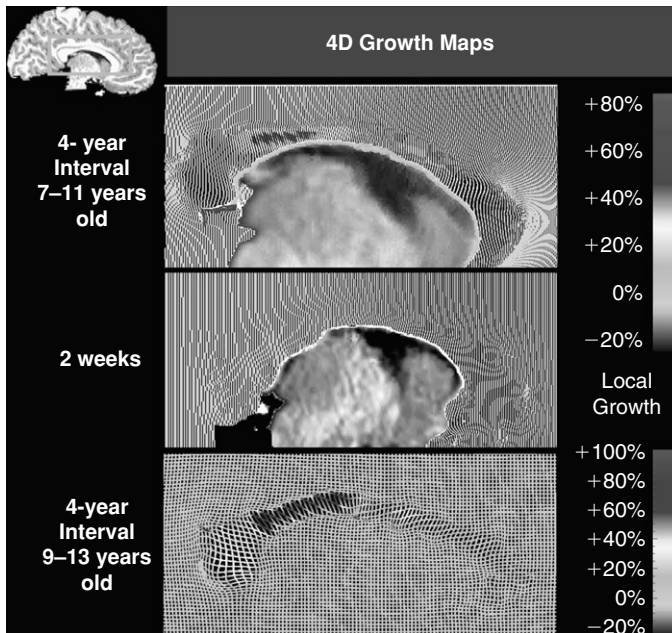 4D Growth Maps
4- year
Interval
7–11 years
old
+80%
+60%
+40%
+20%
0%
−20%
2 weeks
Local
Growth
4-year
Interval
9–13 years
old
+100%
+80%
+60%
+40%
+20%
0%
−20%